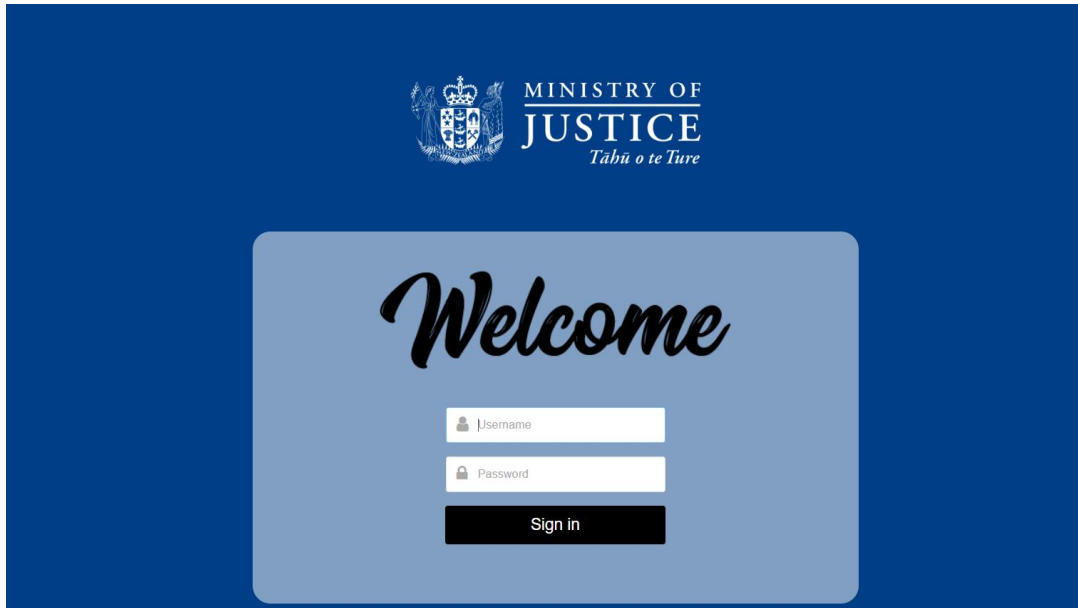 MINISTRY OF
JUSTICE
Tāhū o te Ture
Welcome
Username
Password
Sign in